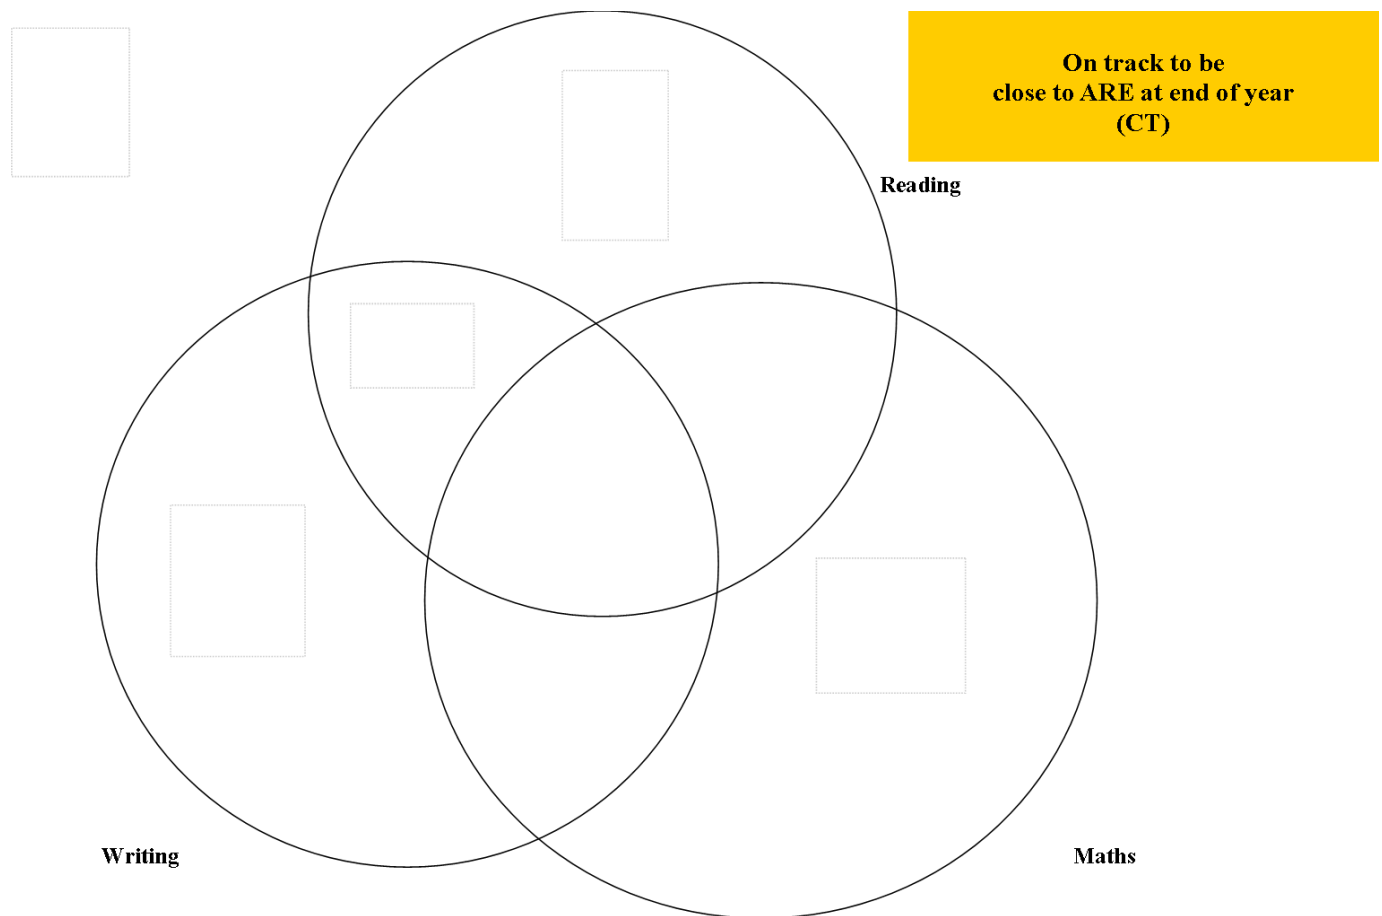 On track to be
close to ARE at end of year
(CT)
Reading
Writing
Maths